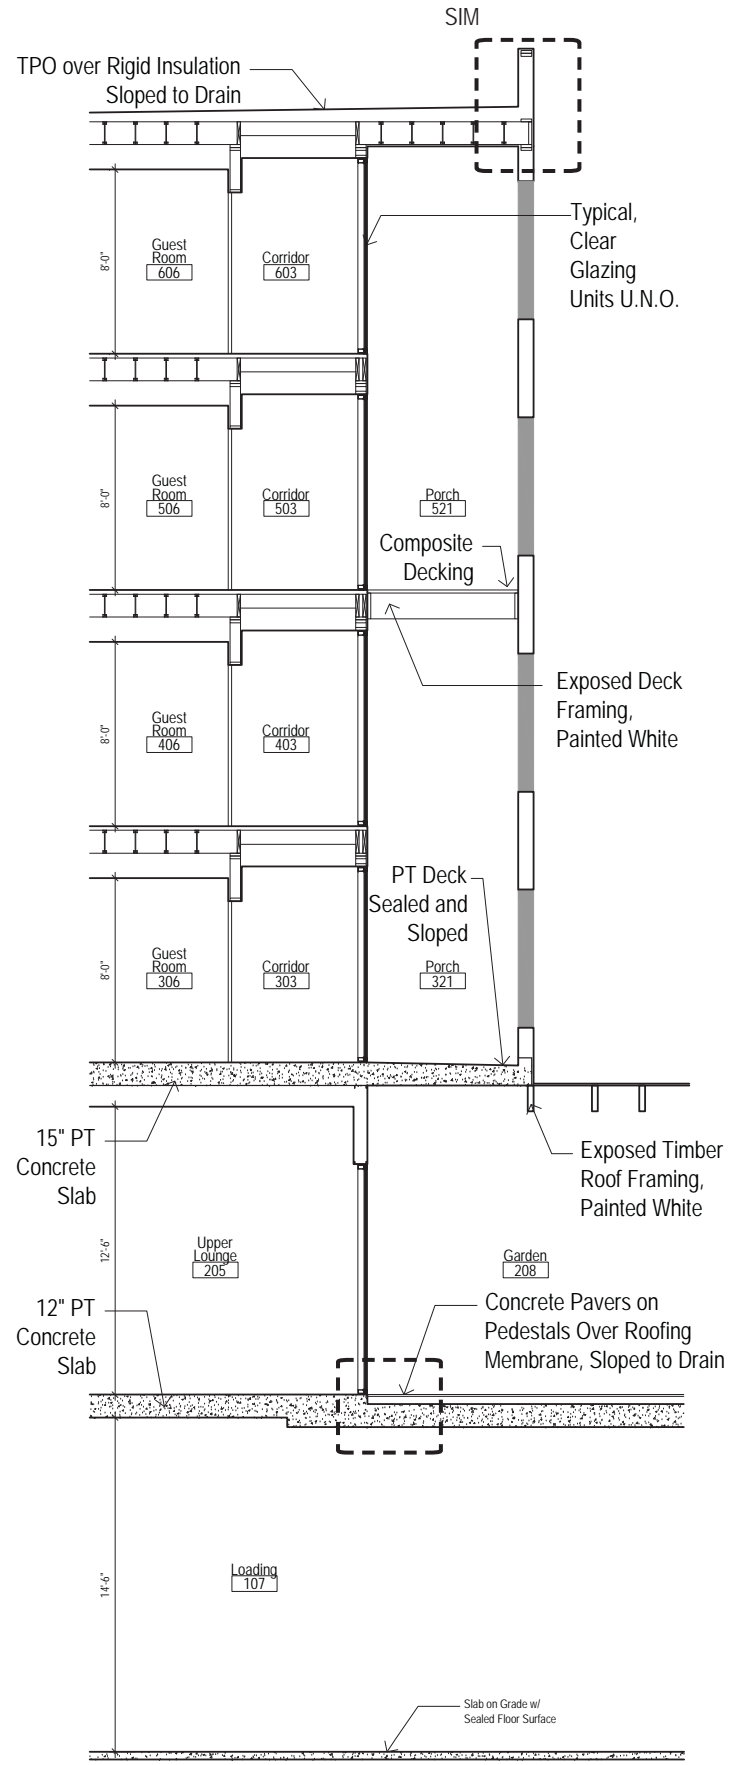 SIM
TPO over Rigid Insulation
Sloped to Drain
Typical,
Clear
Glazing
Units U.N.O.
8'-0"
Guest
Room
606
Corridor
603
8'-0"
Guest
Room
506
Corridor
503
Porch
521
Composite
Decking
Exposed Deck
Framing,
Painted White
8'-0"
Guest
Room
406
Corridor
403
PT Deck
Sealed and
Sloped
8'-0"
Guest
Room
306
Corridor
303
Porch
321
15" PT
Concrete
Slab
Exposed Timber
Roof Framing,
Painted White
12'-6"
Upper
Lounge
205
Garden
208
12" PT
Concrete
Slab
Concrete Pavers on
Pedestals Over Roofing
Membrane, Sloped to Drain
14'-6"
Loading
107
Slab on Grade w/
Sealed Floor Surface